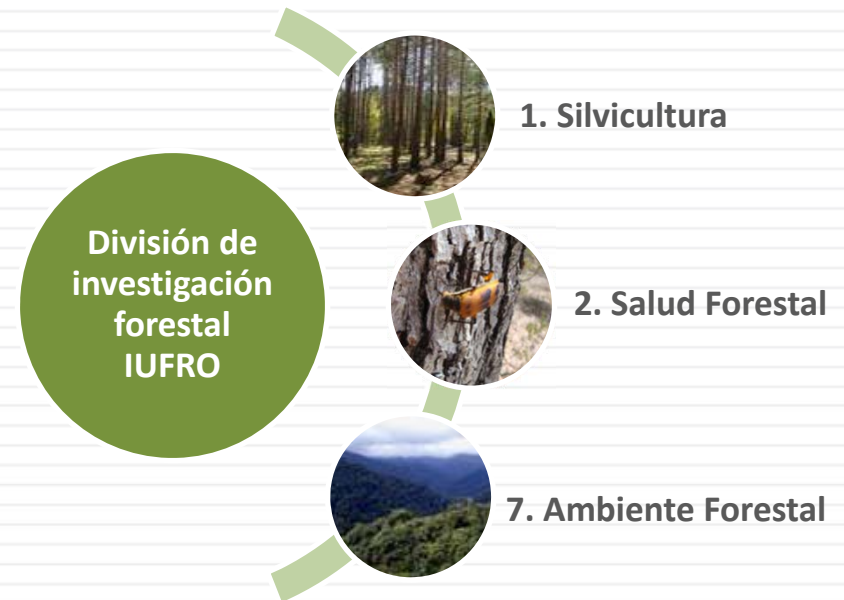 División de
investigación
forestal
IUFRO
1. Silvicultura
2. Salud Forestal
7. Ambiente Forestal